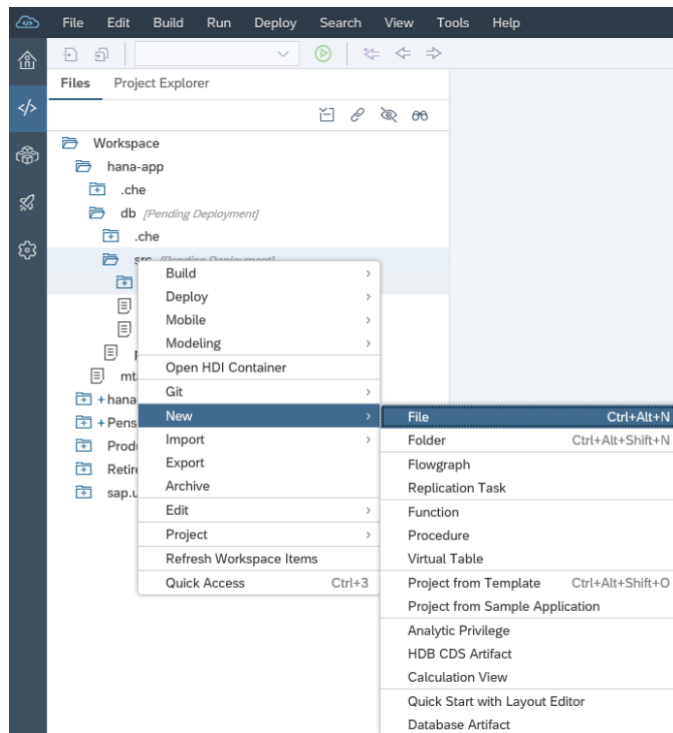 File Edit Build Run Deploy Search View Tools Help
Files Project Explorer
Workspace
hana-app
.che
db [Pending Deployment]
.che
src [Pending Deployment]
mt
+ hana
+ Pens
Prod
Retir
sap.u
Build
Deploy
Mobile
Modeling
Open HDI Container
Git
New
Import
Export
Archive
Edit
Project
Refresh Workspace Items
Quick Access Ctrl+3
File Ctrl+Alt+N
Folder Ctrl+Alt+Shift+N
Flowgraph
Replication Task
Function
Procedure
Virtual Table
Project from Template Ctrl+Alt+Shift+O
Project from Sample Application
Analytic Privilege
HDB CDS Artifact
Calculation View
Quick Start with Layout Editor
Database Artifact